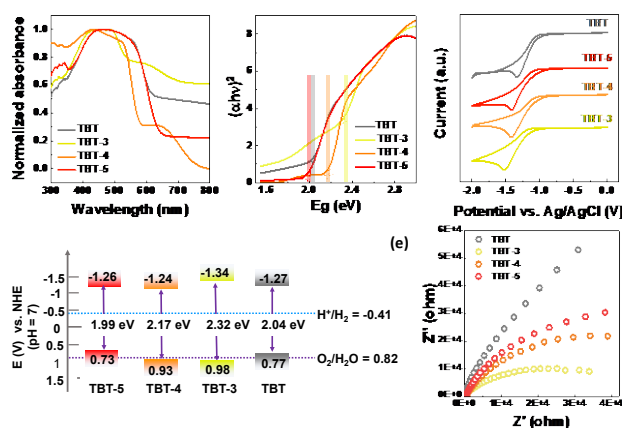 Normalized absorbance
1.0
0.8
0.6
0.4
0.2
0.0
TBT
TBT-3
TBT-4
TBT-5
300 400 500 600 700 800
Wavelength (nm)
(αhν)²
8
6
4
2
0
TBT
TBT-3
TBT-4
TBT-5
1.6 2.0 2.4 2.8
Eg (eV)
Current (a.u.)
TBT
TBT-5
TBT-4
TBT-3
-2.0 -1.5 -1.0 -0.5 0.0
Potential vs. Ag/AgCl (V)
E (V) vs. NHE
(pH = 7)
-1.5
-1
0
0.5
1.5
-1.26 -1.24 -1.34 -1.27
H⁺/H₂ = -0.41
1.99 eV 2.17 eV 2.32 eV 2.04 eV
0.73 0.93 0.98 0.77
O₂/H₂O = 0.82
TBT-5 TBT-4 TBT-3 TBT
(e)
Z'' (ohm)
5E+4
4E+4
3E+4
2E+4
1E+4
0E+0
TBT
TBT-3
TBT-4
TBT-5
0E+0 1E+4 2E+4 3E+4 4E+4
Z' (ohm)